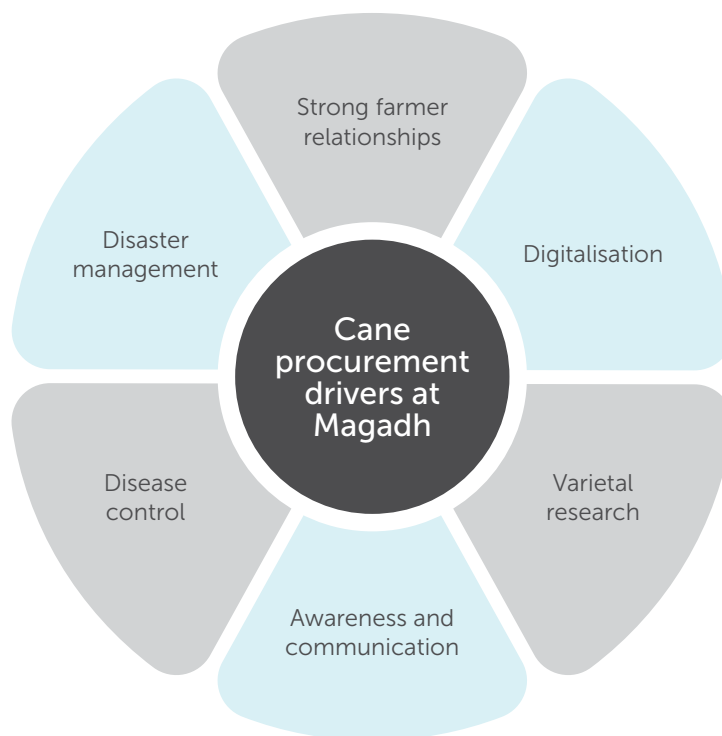 Strong farmer
relationships
Disaster
management
Digitalisation
Cane
procurement
drivers at
Magadh
Disease
control
Varietal
research
Awareness and
communication